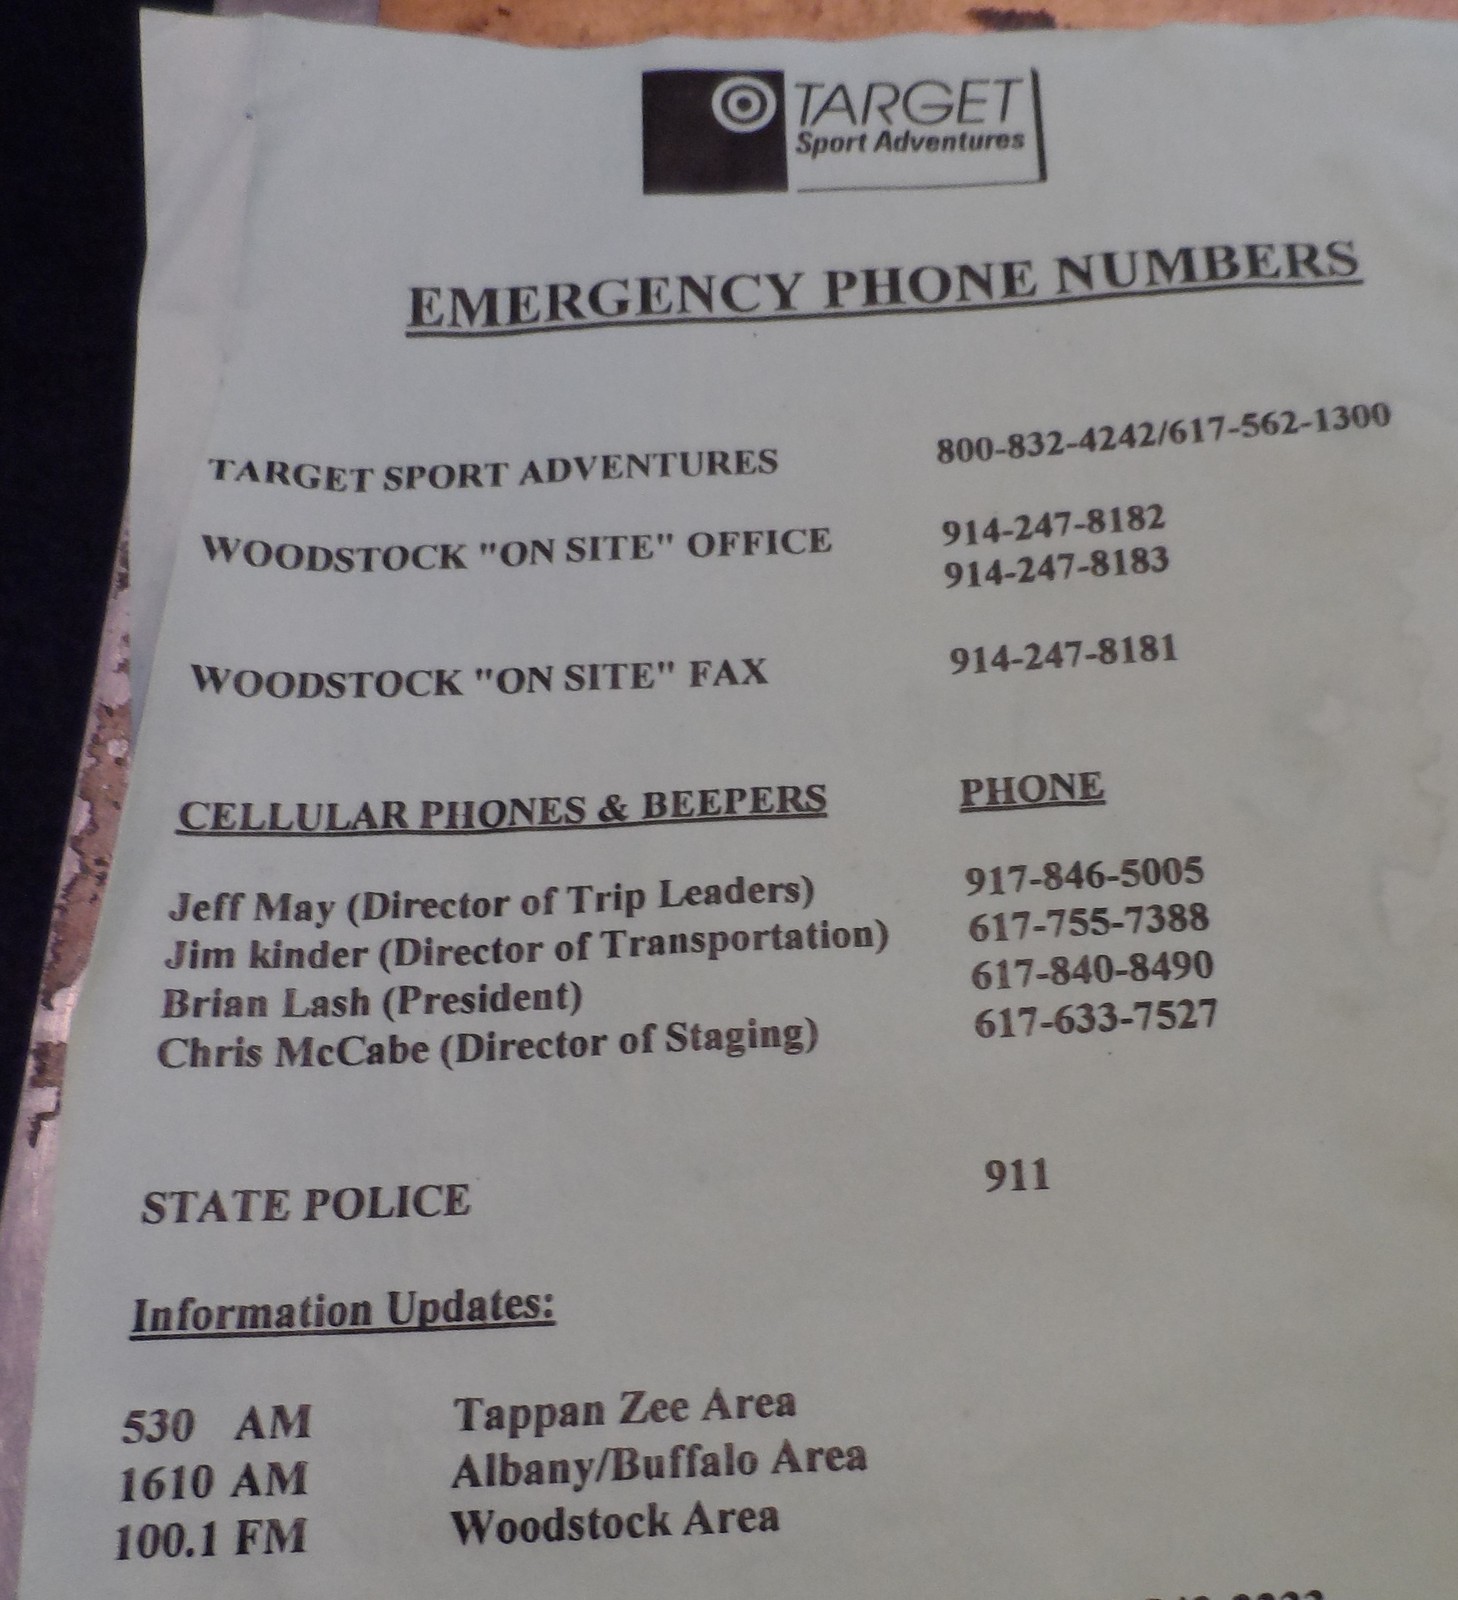 TARGET
Sport Adventures
EMERGENCY PHONE NUMBERS
TARGET SPORT ADVENTURES 800-832-4242/617-562-1300
WOODSTOCK "ON SITE" OFFICE 914-247-8182
914-247-8183
WOODSTOCK "ON SITE" FAX 914-247-8181
CELLULAR PHONES & BEEPERS PHONE
Jeff May (Director of Trip Leaders) 917-846-5005
Jim kinder (Director of Transportation) 617-755-7388
Brian Lash (President) 617-840-8490
Chris McCabe (Director of Staging) 617-633-7527
STATE POLICE 911
Information Updates:
530 AM Tappan Zee Area
1610 AM Albany/Buffalo Area
100.1 FM Woodstock Area